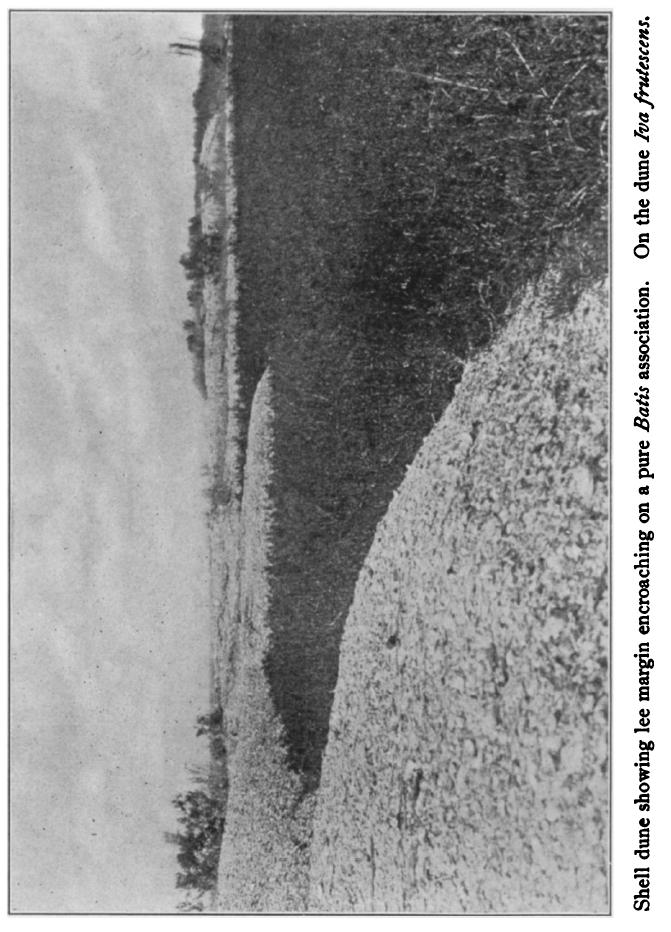 Shell dune showing lee margin encroaching on a pure Batis association. On the dune Iva frutescens.